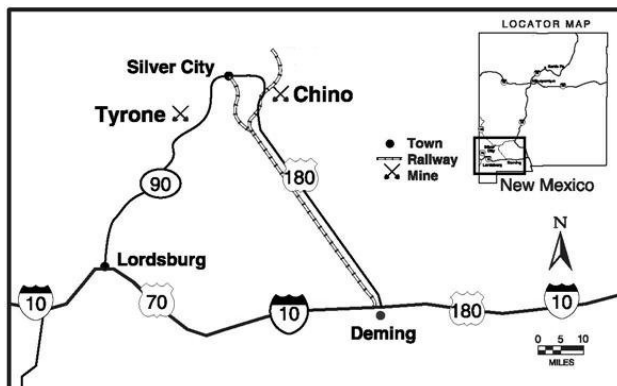 LOCATOR MAP
Silver City
Chino
Tyrone
Town
Railway
Mine
180
New Mexico
90
N
Lordsburg
10
70
10
180
10
Deming
0 5 10
MILES